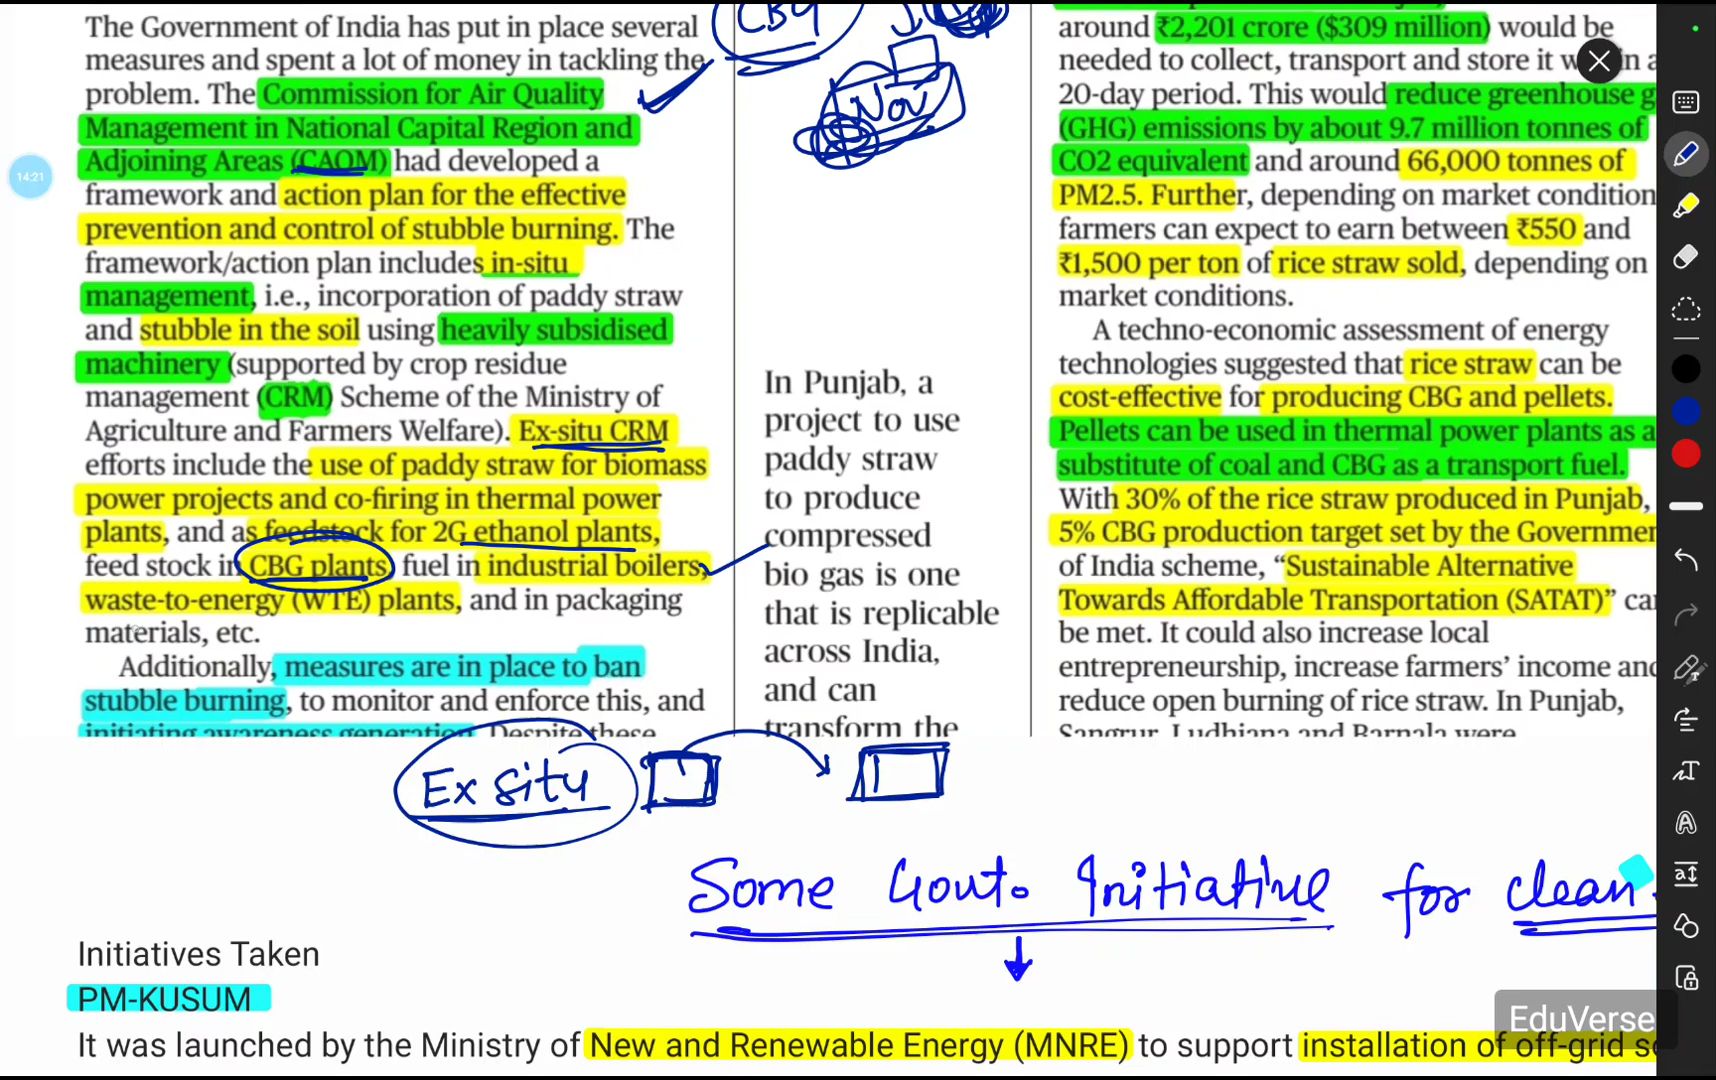 The Government of India has put in place several
measures and spent a lot of money in tackling the
problem. The Commission for Air Quality
Management in National Capital Region and
Adjoining Areas (CAQM) had developed a
framework and action plan for the effective
prevention and control of stubble burning. The
framework/action plan includes in-situ
management, i.e., incorporation of paddy straw
and stubble in the soil using heavily subsidised
machinery (supported by crop residue
management (CRM) Scheme of the Ministry of
Agriculture and Farmers Welfare). Ex-situ CRM
efforts include the use of paddy straw for biomass
power projects and co-firing in thermal power
plants, and as feedstock for 2G ethanol plants,
feed stock in CBG plants, fuel in industrial boilers,
waste-to-energy (WTE) plants, and in packaging
materials, etc.
Additionally, measures are in place to ban
stubble burning, to monitor and enforce this, and
initiating awareness generation. Despite these
14:21
CBG
Nov
In Punjab, a
project to use
paddy straw
to produce
compressed
bio gas is one
that is replicable
across India,
and can
transform the
around ₹2,201 crore ($309 million) would be
needed to collect, transport and store it in a
20-day period. This would reduce greenhouse g
(GHG) emissions by about 9.7 million tonnes of
CO2 equivalent and around 66,000 tonnes of
PM2.5. Further, depending on market condition
farmers can expect to earn between ₹550 and
₹1,500 per ton of rice straw sold, depending on
market conditions.
A techno-economic assessment of energy
technologies suggested that rice straw can be
cost-effective for producing CBG and pellets.
Pellets can be used in thermal power plants as a
substitute of coal and CBG as a transport fuel.
With 30% of the rice straw produced in Punjab,
5% CBG production target set by the Governmen
of India scheme, “Sustainable Alternative
Towards Affordable Transportation (SATAT)” ca
be met. It could also increase local
entrepreneurship, increase farmers’ income and
reduce open burning of rice straw. In Punjab,
Sangrur, Ludhiana and Barnala were
Ex sity
Some Govt. Initiative for clean
Initiatives Taken
PM-KUSUM
EduVerse
It was launched by the Ministry of New and Renewable Energy (MNRE) to support installation of off-grid s